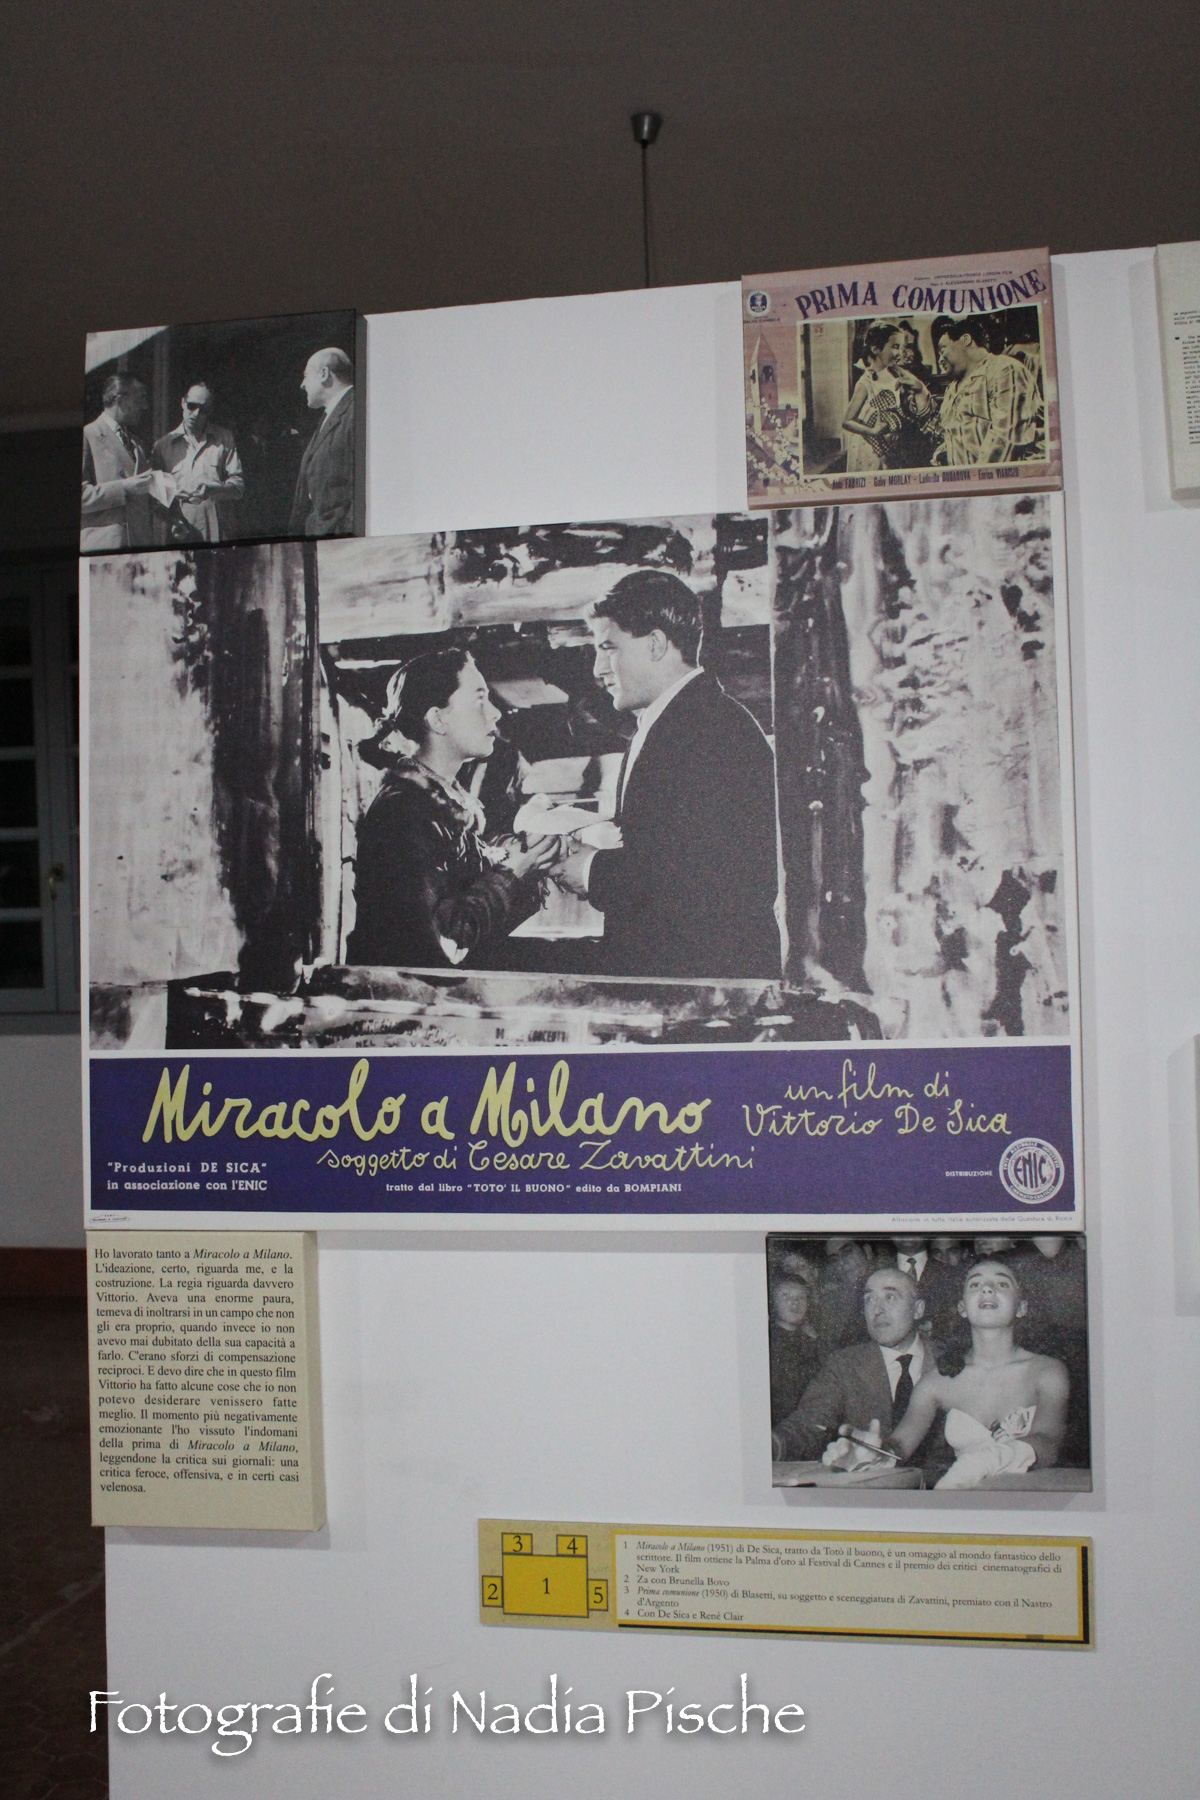 PRIMA COMUNIONE
Aldo FABRIZI - Gaby MORLAY - Ludmilla DUDAROVA - Enrico VIARISIO
Miracolo a Milano
un film di
Vittorio De Sica
soggetto di Cesare Zavattini
"Produzioni DE SICA"
in associazione con l'ENIC
tratto dal libro "TOTO' IL BUONO" edito da BOMPIANI
DISTRIBUZIONE
ENIC
Ho lavorato tanto a Miracolo a Milano.
L'ideazione, certo, riguarda me, e la
costruzione. La regia riguarda davvero
Vittorio. Aveva una enorme paura,
temeva di inoltrarsi in un campo che non
gli era proprio, quando invece io non
avevo mai dubitato della sua capacità a
farlo. C'erano sforzi di compensazione
reciproci. E devo dire che in questo film
Vittorio ha fatto alcune cose che io non
potevo desiderare venissero fatte
meglio. Il momento più negativamente
emozionante l'ho vissuto l'indomani
della prima di Miracolo a Milano,
leggendone la critica sui giornali: una
critica feroce, offensiva, e in certi casi
velenosa.
3 4
2 1 5
1 Miracolo a Milano (1951) di De Sica, tratto da Totò il buono, è un omaggio al mondo fantastico dello
scrittore. Il film ottiene la Palma d'oro al Festival di Cannes e il premio dei critici cinematografici di
New York
2 Za con Brunella Bovo
3 Prima comunione (1950) di Blasetti, su soggetto e sceneggiatura di Zavattini, premiato con il Nastro
d'Argento
4 Con De Sica e René Clair
Fotografie di Nadia Pische